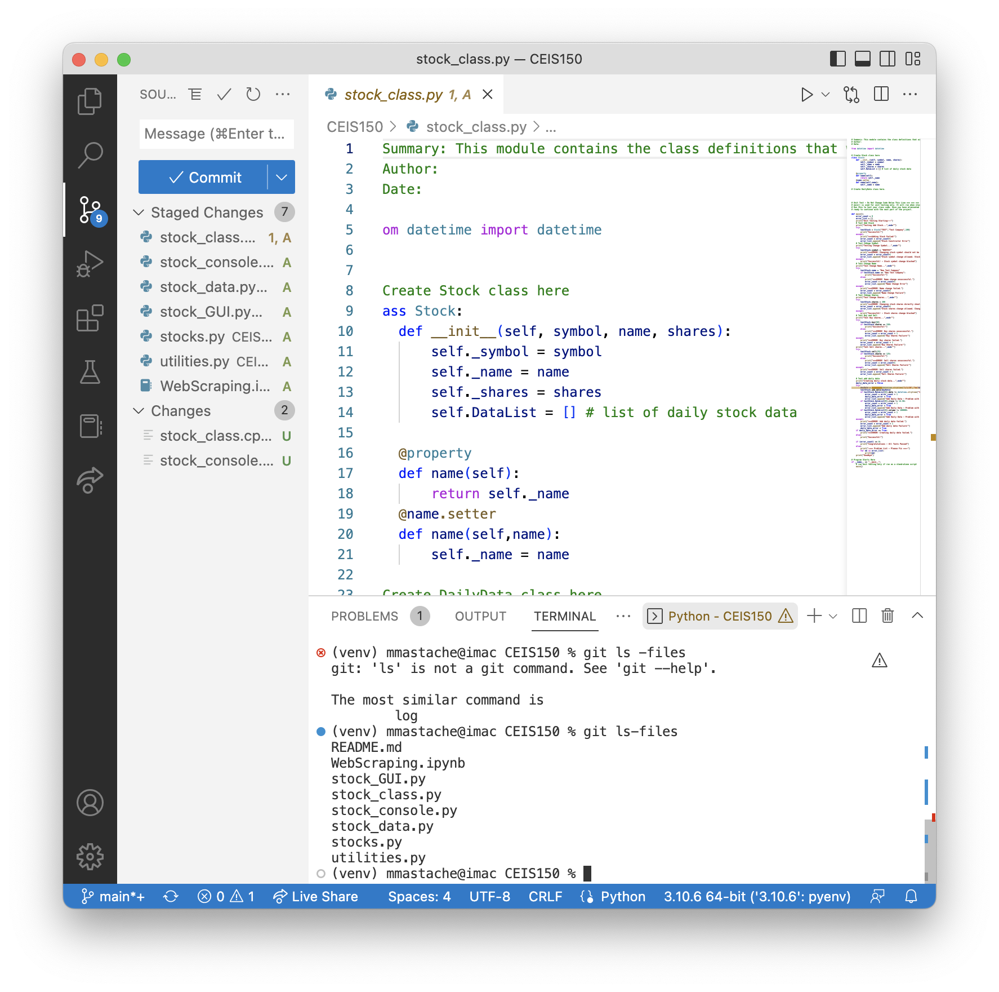 stock_class.py — CEIS150
SOU...
Message (⌘Enter t...
Commit
Staged Changes 7
stock_class.... 1, A
stock_console.... A
stock_data.py... A
stock_GUI.py... A
stocks.py CEIS... A
utilities.py CEI... A
WebScraping.i... A
Changes 2
stock_class.cp... U
stock_console.... U
9
stock_class.py 1, A
CEIS150 > stock_class.py > ...
1 Summary: This module contains the class definitions that
2 Author:
3 Date:
4
5 om datetime import datetime
6
7
8 Create Stock class here
9 ass Stock:
10 def __init__(self, symbol, name, shares):
11 self._symbol = symbol
12 self._name = name
13 self._shares = shares
14 self.DataList = [] # list of daily stock data
15
16 @property
17 def name(self):
18 return self._name
19 @name.setter
20 def name(self,name):
21 self._name = name
22
23 Create DailyData class here
PROBLEMS 1 OUTPUT TERMINAL ... Python - CEIS150
(venv) mmastache@imac CEIS150 % git ls -files
git: 'ls' is not a git command. See 'git --help'.
The most similar command is
log
(venv) mmastache@imac CEIS150 % git ls-files
README.md
WebScraping.ipynb
stock_GUI.py
stock_class.py
stock_console.py
stock_data.py
stocks.py
utilities.py
(venv) mmastache@imac CEIS150 %
main*+ 0 1 Live Share Spaces: 4 UTF-8 CRLF Python 3.10.6 64-bit ('3.10.6': pyenv)